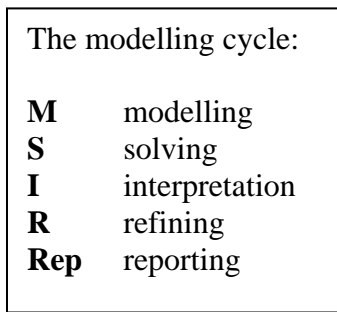 The modelling cycle:
M modelling
S solving
I interpretation
R refining
Rep reporting